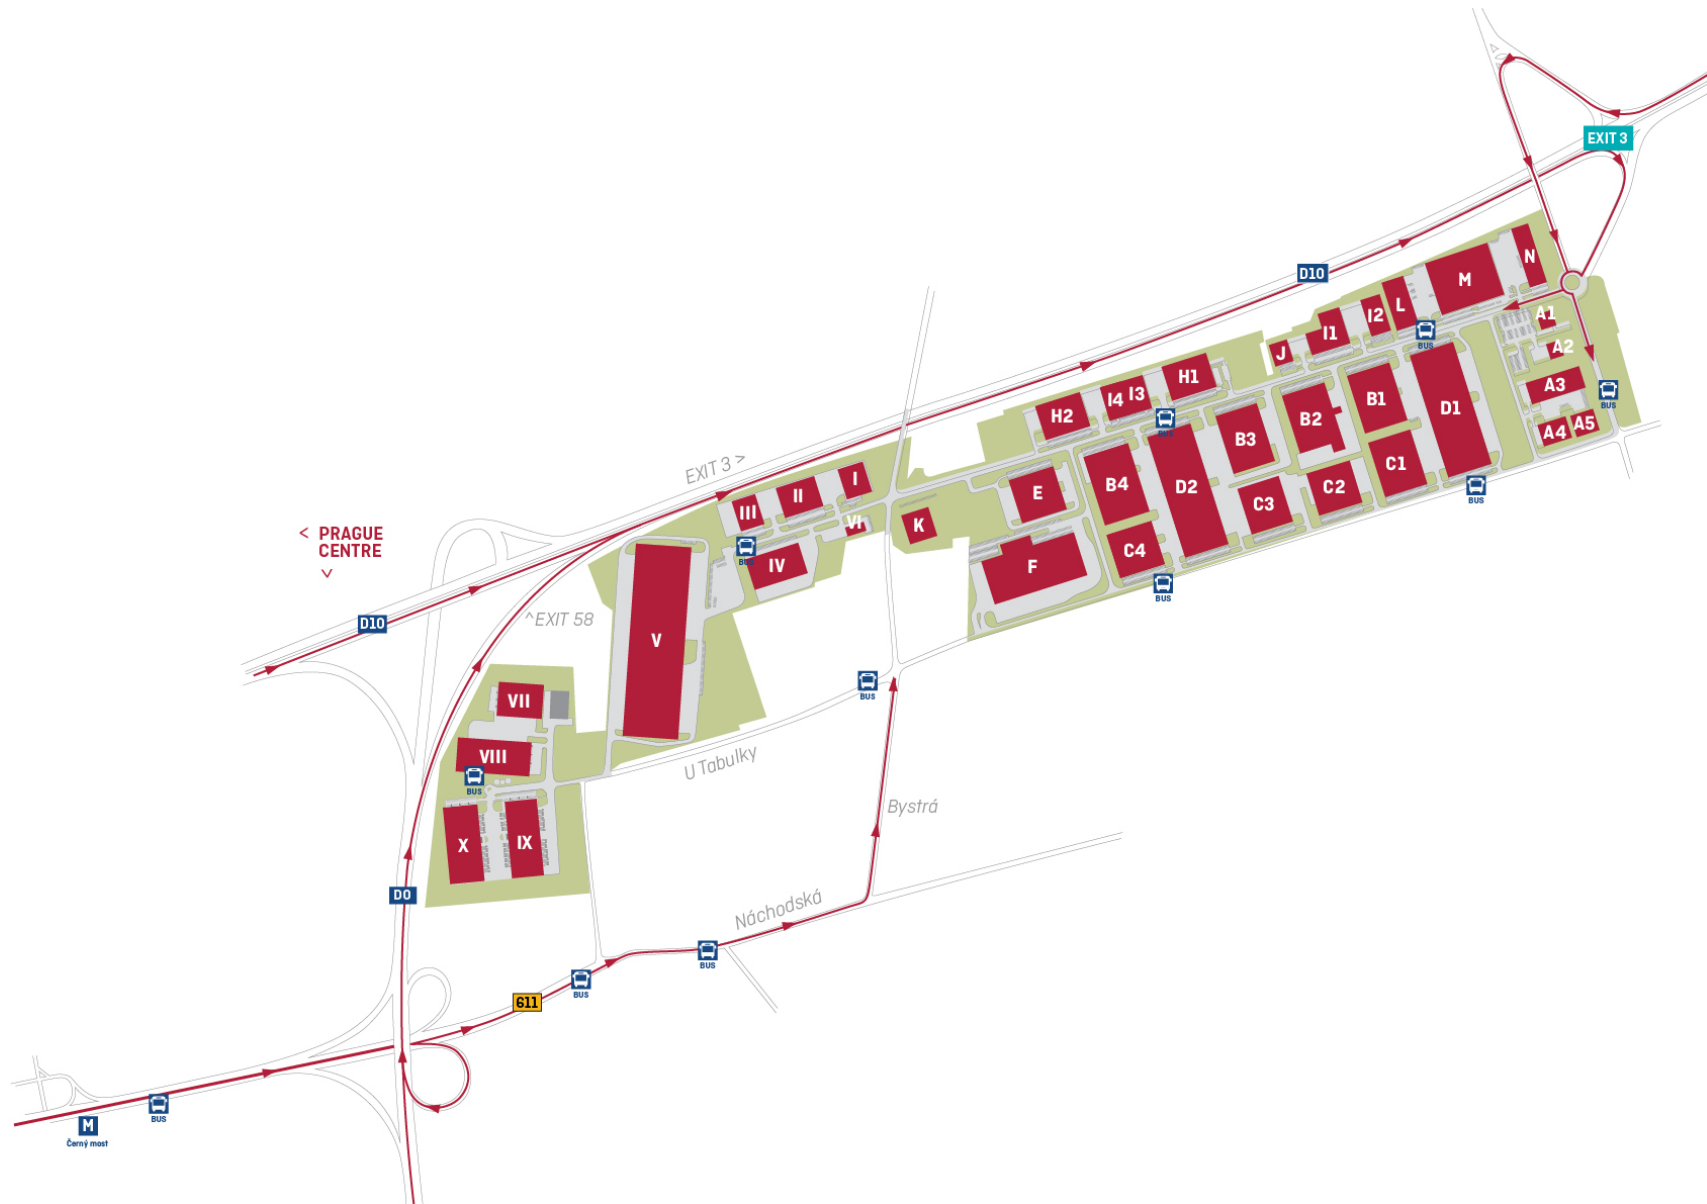 EXIT 3
N
M
D10
L
A1
I2
I1
BUS
A2
J
H1
A3
I3
I4
B1
BUS
D1
H2
BUS
B2
A5
A4
B3
EXIT 3 >
C1
I
B4
D2
C2
BUS
E
II
C3
III
VI
K
< PRAGUE
CENTRE
C4
BUS
IV
F
BUS
D10
^EXIT 58
V
BUS
VII
VIII
U Tabulky
BUS
Bystrá
IX
X
D0
Náchodská
BUS
BUS
611
BUS
M
Černý most